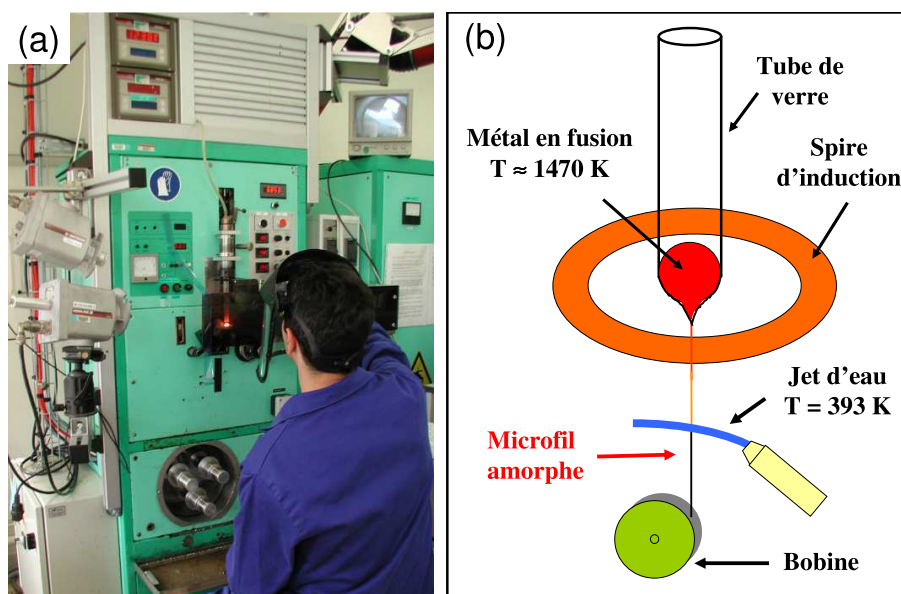 (a)
(b)
Tube de
verre
Métal en fusion
T ≈ 1470 K
Spire
d'induction
Jet d'eau
T = 393 K
Microfil
amorphe
Bobine